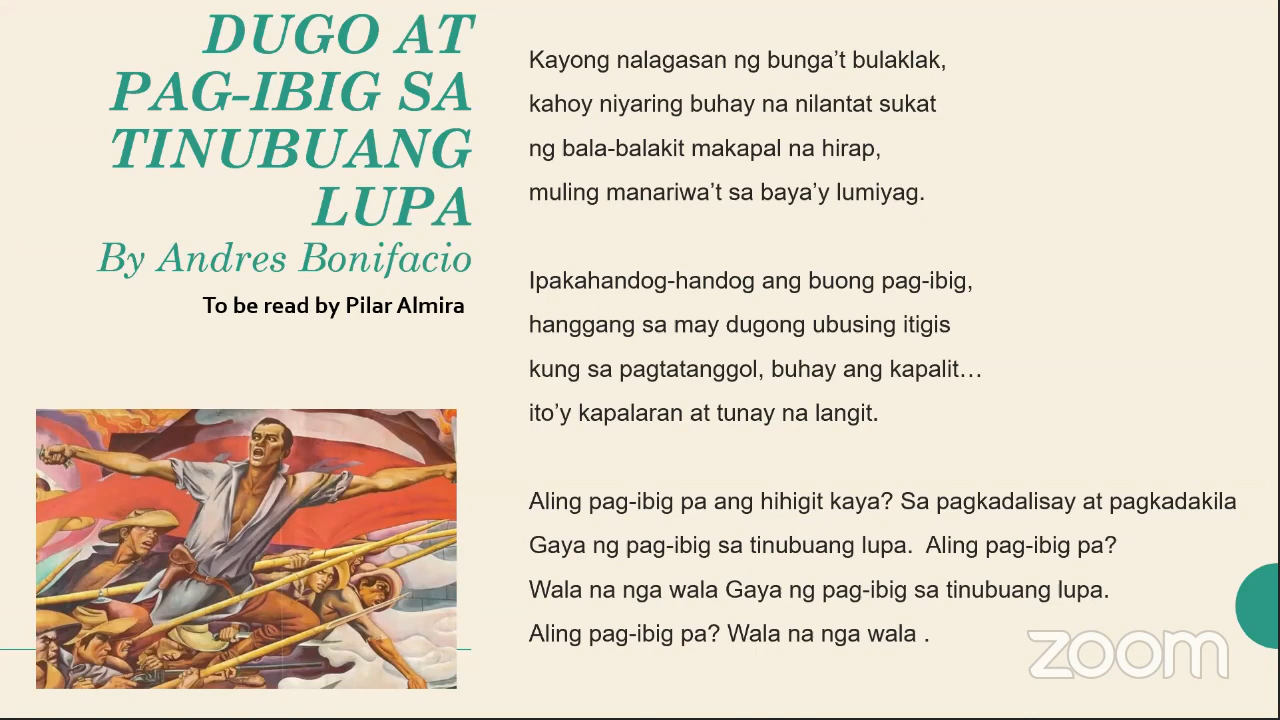 DUGO AT
PAG-IBIG SA
TINUBUANG
LUPA
By Andres Bonifacio
To be read by Pilar Almira
Kayong nalagasan ng bunga’t bulaklak,
kahoy niyaring buhay na nilantat sukat
ng bala-balakit makapal na hirap,
muling manariwa’t sa baya’y lumiyag.
Ipakahandog-handog ang buong pag-ibig,
hanggang sa may dugong ubusing itigis
kung sa pagtatanggol, buhay ang kapalit…
ito’y kapalaran at tunay na langit.
Aling pag-ibig pa ang hihigit kaya? Sa pagkadalisay at pagkadakila
Gaya ng pag-ibig sa tinubuang lupa.  Aling pag-ibig pa?
Wala na nga wala Gaya ng pag-ibig sa tinubuang lupa.
Aling pag-ibig pa? Wala na nga wala .
zoom